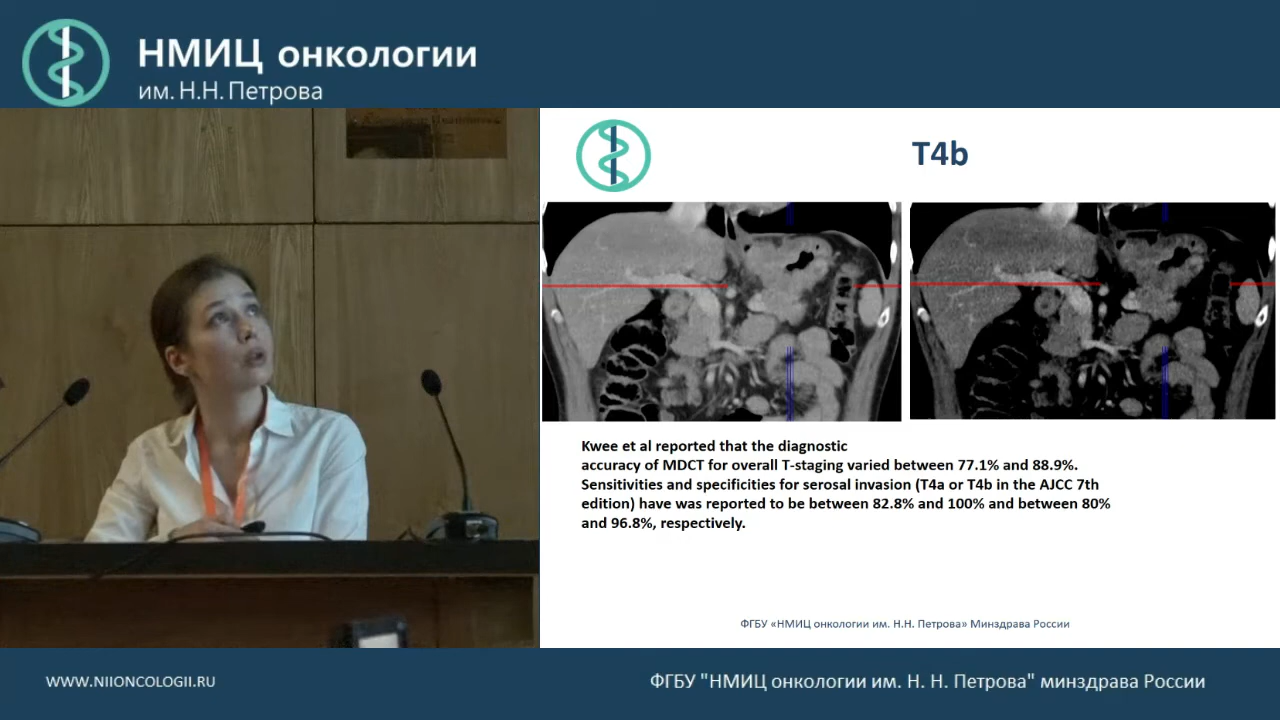 НМИЦ онкологии
им. Н.Н. Петрова
T4b
Kwee et al reported that the diagnostic
accuracy of MDCT for overall T-staging varied between 77.1% and 88.9%.
Sensitivities and specificities for serosal invasion (T4a or T4b in the AJCC 7th
edition) have was reported to be between 82.8% and 100% and between 80%
and 96.8%, respectively.
ФГБУ «НМИЦ онкологии им. Н.Н. Петрова» Минздрава России
WWW.NIIONCOLOGII.RU
ФГБУ "НМИЦ онкологии им. Н. Н. Петрова" минздрава России